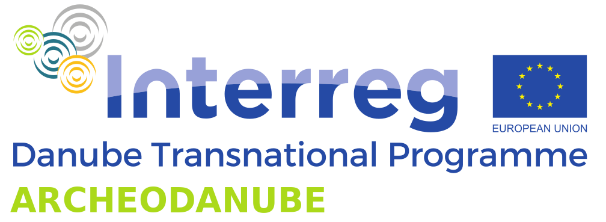 Interreg
EUROPEAN UNION
Danube Transnational Programme
ARCHEODANUBE